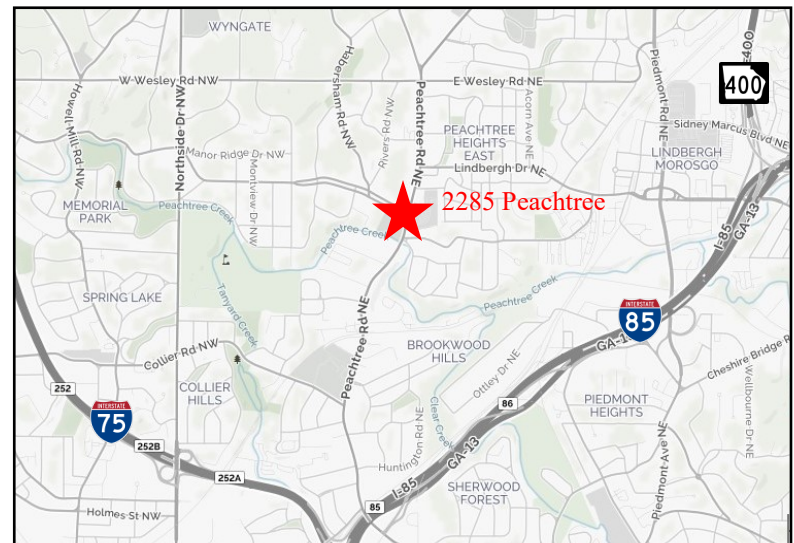 WYNGATE
W Wesley Rd NW
E Wesley Rd NE
Howell Mill Rd NW
Northside Dr NW
Habersham Rd NW
Rivers Rd NW
Peachtree Rd NE
Acorn Ave NE
Piedmont Rd NE
400
400
Sidney Marcus Blvd NE
PEACHTREE
HEIGHTS
EAST
Lindbergh Dr NE
LINDBERGH
MOROSGO
Manor Ridge Dr NW
Montview Dr NW
MEMORIAL
PARK
Peachtree Creek
2285 Peachtree
Peachtree Creek
I-85
GA-13
SPRING LAKE
Tanyard Creek
Peachtree Creek
INTERSTATE
85
GA-1
Collier Rd NW
Peachtree Rd NE
BROOKWOOD
HILLS
Ottley Dr NE
Cheshire Bridge R
Wellbourne Dr NE
252
COLLIER
HILLS
INTERSTATE
75
86
PIEDMONT
HEIGHTS
Clear Creek
252B
Huntington Rd NE
GA-13
Piedmont Ave NE
252A
I-85
SHERWOOD
FOREST
85
Holmes St NW